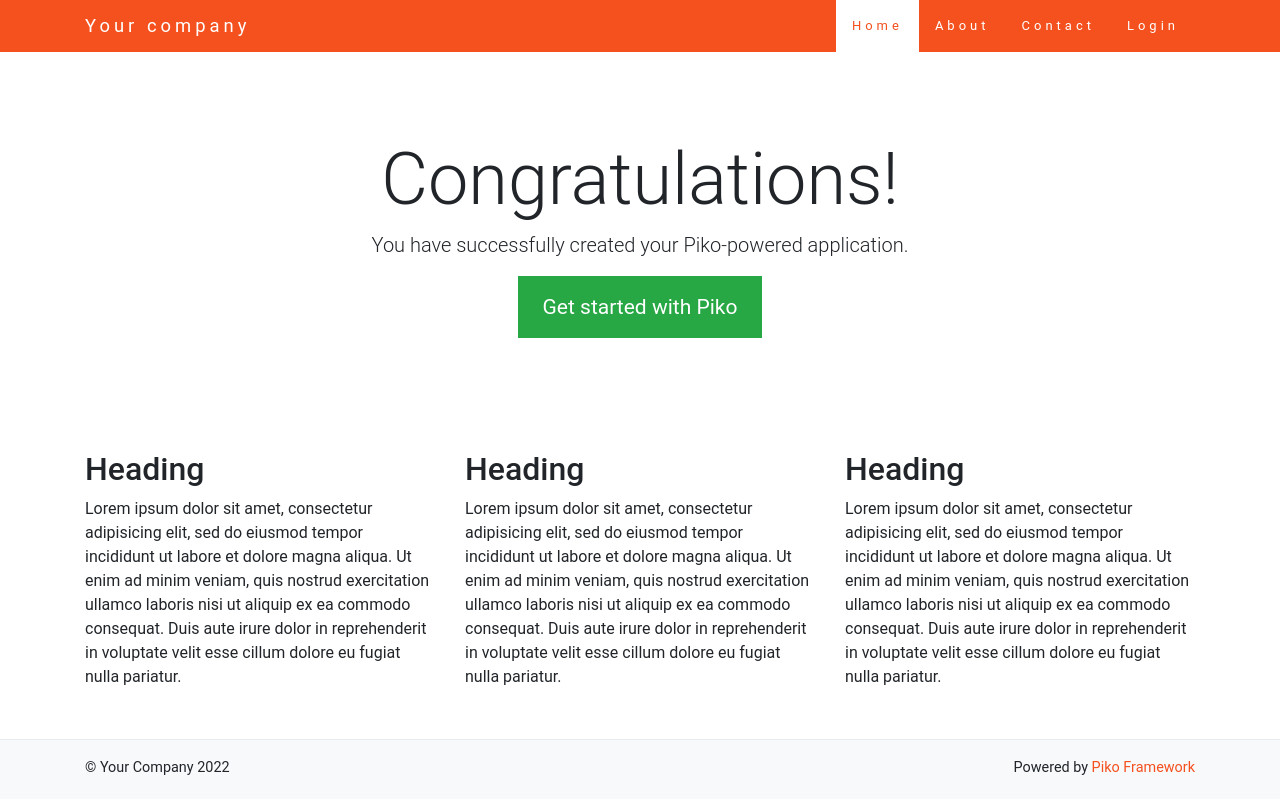 Your company
Home About Contact Login
Congratulations!
You have successfully created your Piko-powered application.
Get started with Piko
Heading
Lorem ipsum dolor sit amet, consectetur
adipisicing elit, sed do eiusmod tempor
incididunt ut labore et dolore magna aliqua. Ut
enim ad minim veniam, quis nostrud exercitation
ullamco laboris nisi ut aliquip ex ea commodo
consequat. Duis aute irure dolor in reprehenderit
in voluptate velit esse cillum dolore eu fugiat
nulla pariatur.
Heading
Lorem ipsum dolor sit amet, consectetur
adipisicing elit, sed do eiusmod tempor
incididunt ut labore et dolore magna aliqua. Ut
enim ad minim veniam, quis nostrud exercitation
ullamco laboris nisi ut aliquip ex ea commodo
consequat. Duis aute irure dolor in reprehenderit
in voluptate velit esse cillum dolore eu fugiat
nulla pariatur.
Heading
Lorem ipsum dolor sit amet, consectetur
adipisicing elit, sed do eiusmod tempor
incididunt ut labore et dolore magna aliqua. Ut
enim ad minim veniam, quis nostrud exercitation
ullamco laboris nisi ut aliquip ex ea commodo
consequat. Duis aute irure dolor in reprehenderit
in voluptate velit esse cillum dolore eu fugiat
nulla pariatur.
© Your Company 2022
Powered by Piko Framework